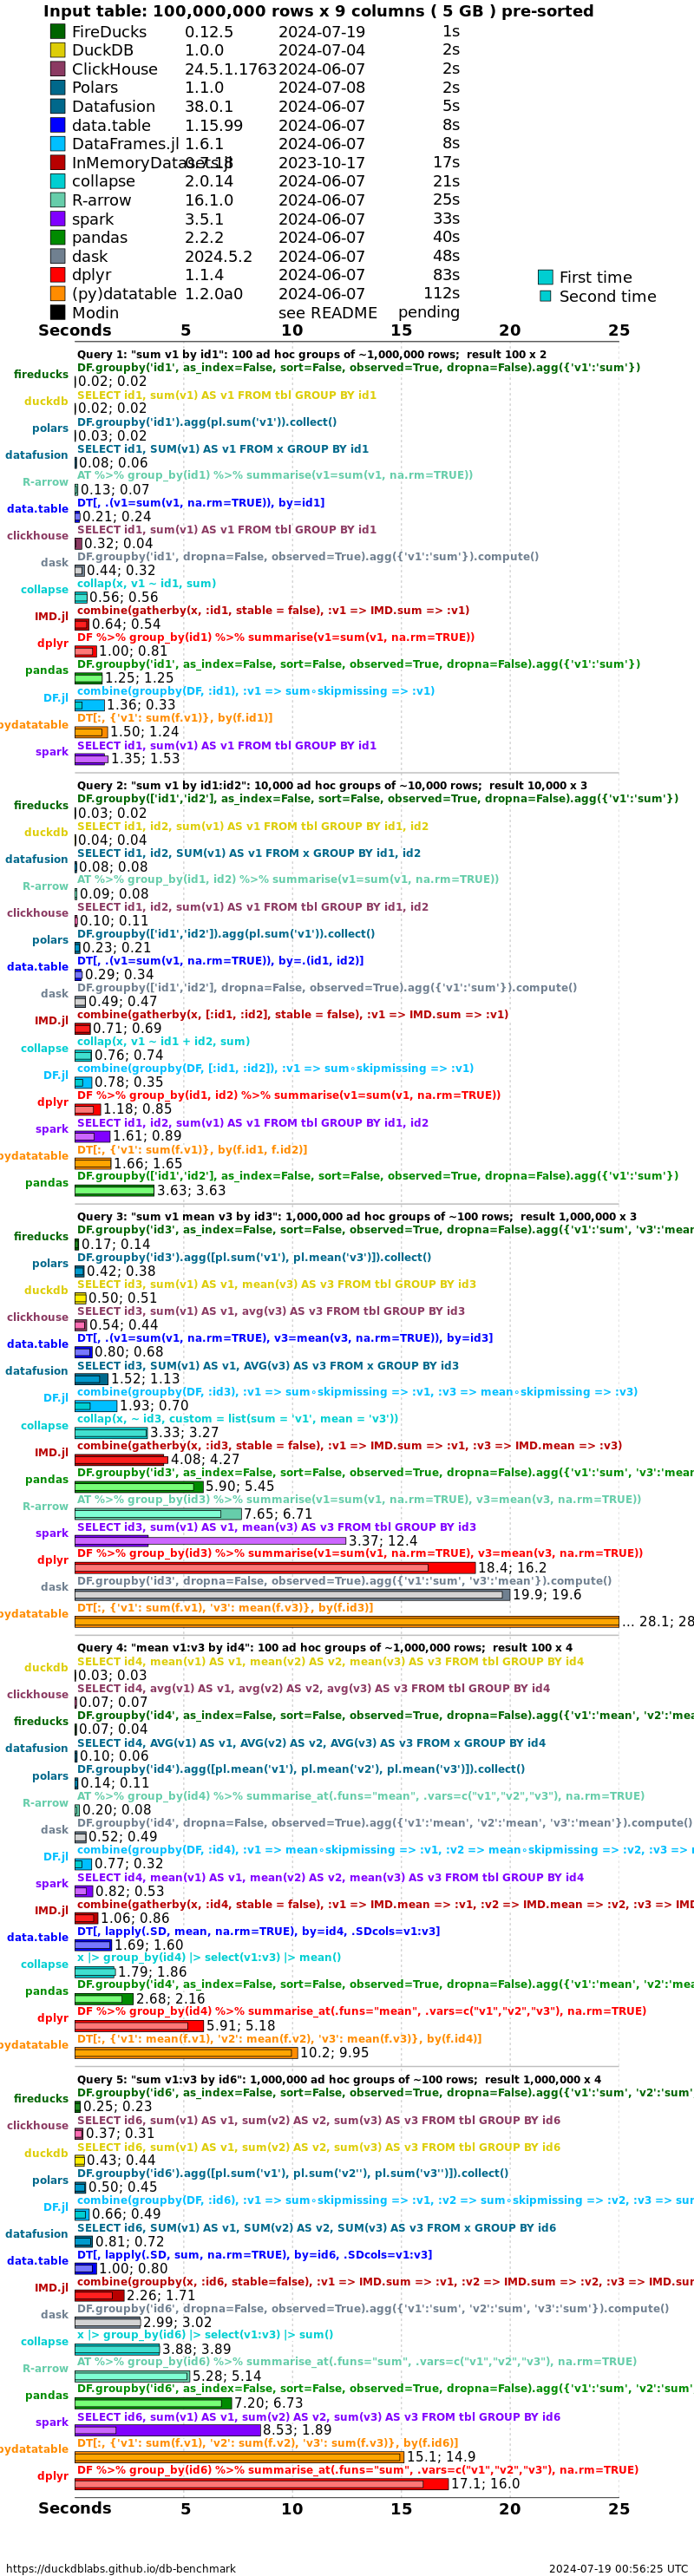 Input table: 100,000,000 rows x 9 columns ( 5 GB ) pre-sorted
FireDucks 0.12.5 2024-07-19 1s
DuckDB 1.0.0 2024-07-04 2s
ClickHouse 24.5.1.1763 2024-06-07 2s
Polars 1.1.0 2024-07-08 2s
Datafusion 38.0.1 2024-06-07 5s
data.table 1.15.99 2024-06-07 8s
DataFrames.jl 1.6.1 2024-06-07 8s
InMemoryDatasets.jl 0.7.18 2023-10-17 17s
collapse 2.0.14 2024-06-07 21s
R-arrow 16.1.0 2024-06-07 25s
spark 3.5.1 2024-06-07 33s
pandas 2.2.2 2024-06-07 40s
dask 2024.5.2 2024-06-07 48s
dplyr 1.1.4 2024-06-07 83s
(py)datatable 1.2.0a0 2024-06-07 112s
Modin see README pending
First time
Second time
Seconds 5 10 15 20 25
Query 1: "sum v1 by id1": 100 ad hoc groups of ~1,000,000 rows; result 100 x 2
fireducks DF.groupby('id1', as_index=False, sort=False, observed=True, dropna=False).agg({'v1':'sum'})
0.02; 0.02
duckdb SELECT id1, sum(v1) AS v1 FROM tbl GROUP BY id1
0.02; 0.02
polars DF.groupby('id1').agg(pl.sum('v1')).collect()
0.03; 0.02
datafusion SELECT id1, SUM(v1) AS v1 FROM x GROUP BY id1
0.08; 0.06
R-arrow AT %>% group_by(id1) %>% summarise(v1=sum(v1, na.rm=TRUE))
0.13; 0.07
data.table DT[, .(v1=sum(v1, na.rm=TRUE)), by=id1]
0.21; 0.24
clickhouse SELECT id1, sum(v1) AS v1 FROM tbl GROUP BY id1
0.32; 0.04
dask DF.groupby('id1', dropna=False, observed=True).agg({'v1':'sum'}).compute()
0.44; 0.32
collapse collap(x, v1 ~ id1, sum)
0.56; 0.56
IMD.jl combine(gatherby(x, :id1, stable = false), :v1 => IMD.sum => :v1)
0.64; 0.54
dplyr DF %>% group_by(id1) %>% summarise(v1=sum(v1, na.rm=TRUE))
1.00; 0.81
pandas DF.groupby('id1', as_index=False, sort=False, observed=True, dropna=False).agg({'v1':'sum'})
1.25; 1.25
DF.jl combine(groupby(DF, :id1), :v1 => sum∘skipmissing => :v1)
1.36; 0.33
pydatatable DT[:, {'v1': sum(f.v1)}, by(f.id1)]
1.50; 1.24
spark SELECT id1, sum(v1) AS v1 FROM tbl GROUP BY id1
1.35; 1.53
Query 2: "sum v1 by id1:id2": 10,000 ad hoc groups of ~10,000 rows; result 10,000 x 3
fireducks DF.groupby(['id1','id2'], as_index=False, sort=False, observed=True, dropna=False).agg({'v1':'sum'})
0.03; 0.02
duckdb SELECT id1, id2, sum(v1) AS v1 FROM tbl GROUP BY id1, id2
0.04; 0.04
datafusion SELECT id1, id2, SUM(v1) AS v1 FROM x GROUP BY id1, id2
0.08; 0.08
R-arrow AT %>% group_by(id1, id2) %>% summarise(v1=sum(v1, na.rm=TRUE))
0.09; 0.08
clickhouse SELECT id1, id2, sum(v1) AS v1 FROM tbl GROUP BY id1, id2
0.10; 0.11
polars DF.groupby(['id1','id2']).agg(pl.sum('v1')).collect()
0.23; 0.21
data.table DT[, .(v1=sum(v1, na.rm=TRUE)), by=.(id1, id2)]
0.29; 0.34
dask DF.groupby(['id1','id2'], dropna=False, observed=True).agg({'v1':'sum'}).compute()
0.49; 0.47
IMD.jl combine(gatherby(x, [:id1, :id2], stable = false), :v1 => IMD.sum => :v1)
0.71; 0.69
collapse collap(x, v1 ~ id1 + id2, sum)
0.76; 0.74
DF.jl combine(groupby(DF, [:id1, :id2]), :v1 => sum∘skipmissing => :v1)
0.78; 0.35
dplyr DF %>% group_by(id1, id2) %>% summarise(v1=sum(v1, na.rm=TRUE))
1.18; 0.85
spark SELECT id1, id2, sum(v1) AS v1 FROM tbl GROUP BY id1, id2
1.61; 0.89
pydatatable DT[:, {'v1': sum(f.v1)}, by(f.id1, f.id2)]
1.66; 1.65
pandas DF.groupby(['id1','id2'], as_index=False, sort=False, observed=True, dropna=False).agg({'v1':'sum'})
3.63; 3.63
Query 3: "sum v1 mean v3 by id3": 1,000,000 ad hoc groups of ~100 rows; result 1,000,000 x 3
fireducks DF.groupby('id3', as_index=False, sort=False, observed=True, dropna=False).agg({'v1':'sum', 'v3':'mean
0.17; 0.14
polars DF.groupby('id3').agg([pl.sum('v1'), pl.mean('v3')]).collect()
0.42; 0.38
duckdb SELECT id3, sum(v1) AS v1, mean(v3) AS v3 FROM tbl GROUP BY id3
0.50; 0.51
clickhouse SELECT id3, sum(v1) AS v1, avg(v3) AS v3 FROM tbl GROUP BY id3
0.54; 0.44
data.table DT[, .(v1=sum(v1, na.rm=TRUE), v3=mean(v3, na.rm=TRUE)), by=id3]
0.80; 0.68
datafusion SELECT id3, SUM(v1) AS v1, AVG(v3) AS v3 FROM x GROUP BY id3
1.52; 1.13
DF.jl combine(groupby(DF, :id3), :v1 => sum∘skipmissing => :v1, :v3 => mean∘skipmissing => :v3)
1.93; 0.70
collapse collap(x, ~ id3, custom = list(sum = 'v1', mean = 'v3'))
3.33; 3.27
IMD.jl combine(gatherby(x, :id3, stable = false), :v1 => IMD.sum => :v1, :v3 => IMD.mean => :v3)
4.08; 4.27
pandas DF.groupby('id3', as_index=False, sort=False, observed=True, dropna=False).agg({'v1':'sum', 'v3':'mean
5.90; 5.45
R-arrow AT %>% group_by(id3) %>% summarise(v1=sum(v1, na.rm=TRUE), v3=mean(v3, na.rm=TRUE))
7.65; 6.71
spark SELECT id3, sum(v1) AS v1, mean(v3) AS v3 FROM tbl GROUP BY id3
3.37; 12.4
dplyr DF %>% group_by(id3) %>% summarise(v1=sum(v1, na.rm=TRUE), v3=mean(v3, na.rm=TRUE))
18.4; 16.2
dask DF.groupby('id3', dropna=False, observed=True).agg({'v1':'sum', 'v3':'mean'}).compute()
19.9; 19.6
pydatatable DT[:, {'v1': sum(f.v1), 'v3': mean(f.v3)}, by(f.id3)]
... 28.1; 28
Query 4: "mean v1:v3 by id4": 100 ad hoc groups of ~1,000,000 rows; result 100 x 4
duckdb SELECT id4, mean(v1) AS v1, mean(v2) AS v2, mean(v3) AS v3 FROM tbl GROUP BY id4
0.03; 0.03
clickhouse SELECT id4, avg(v1) AS v1, avg(v2) AS v2, avg(v3) AS v3 FROM tbl GROUP BY id4
0.07; 0.07
fireducks DF.groupby('id4', as_index=False, sort=False, observed=True, dropna=False).agg({'v1':'mean', 'v2':'mea
0.07; 0.04
datafusion SELECT id4, AVG(v1) AS v1, AVG(v2) AS v2, AVG(v3) AS v3 FROM x GROUP BY id4
0.10; 0.06
polars DF.groupby('id4').agg([pl.mean('v1'), pl.mean('v2'), pl.mean('v3')]).collect()
0.14; 0.11
R-arrow AT %>% group_by(id4) %>% summarise_at(.funs="mean", .vars=c("v1","v2","v3"), na.rm=TRUE)
0.20; 0.08
dask DF.groupby('id4', dropna=False, observed=True).agg({'v1':'mean', 'v2':'mean', 'v3':'mean'}).compute()
0.52; 0.49
DF.jl combine(groupby(DF, :id4), :v1 => mean∘skipmissing => :v1, :v2 => mean∘skipmissing => :v2, :v3 => r
0.77; 0.32
spark SELECT id4, mean(v1) AS v1, mean(v2) AS v2, mean(v3) AS v3 FROM tbl GROUP BY id4
0.82; 0.53
IMD.jl combine(gatherby(x, :id4, stable = false), :v1 => IMD.mean => :v1, :v2 => IMD.mean => :v2, :v3 => IMD
1.06; 0.86
data.table DT[, lapply(.SD, mean, na.rm=TRUE), by=id4, .SDcols=v1:v3]
1.69; 1.60
collapse x |> group_by(id4) |> select(v1:v3) |> mean()
1.79; 1.86
pandas DF.groupby('id4', as_index=False, sort=False, observed=True, dropna=False).agg({'v1':'mean', 'v2':'mea
2.68; 2.16
dplyr DF %>% group_by(id4) %>% summarise_at(.funs="mean", .vars=c("v1","v2","v3"), na.rm=TRUE)
5.91; 5.18
pydatatable DT[:, {'v1': mean(f.v1), 'v2': mean(f.v2), 'v3': mean(f.v3)}, by(f.id4)]
10.2; 9.95
Query 5: "sum v1:v3 by id6": 1,000,000 ad hoc groups of ~100 rows; result 1,000,000 x 4
fireducks DF.groupby('id6', as_index=False, sort=False, observed=True, dropna=False).agg({'v1':'sum', 'v2':'sum'
0.25; 0.23
clickhouse SELECT id6, sum(v1) AS v1, sum(v2) AS v2, sum(v3) AS v3 FROM tbl GROUP BY id6
0.37; 0.31
duckdb SELECT id6, sum(v1) AS v1, sum(v2) AS v2, sum(v3) AS v3 FROM tbl GROUP BY id6
0.43; 0.44
polars DF.groupby('id6').agg([pl.sum('v1'), pl.sum('v2''), pl.sum('v3'')]).collect()
0.50; 0.45
DF.jl combine(groupby(DF, :id6), :v1 => sum∘skipmissing => :v1, :v2 => sum∘skipmissing => :v2, :v3 => sur
0.66; 0.49
datafusion SELECT id6, SUM(v1) AS v1, SUM(v2) AS v2, SUM(v3) AS v3 FROM x GROUP BY id6
0.81; 0.72
data.table DT[, lapply(.SD, sum, na.rm=TRUE), by=id6, .SDcols=v1:v3]
1.00; 0.80
IMD.jl combine(groupby(x, :id6, stable=false), :v1 => IMD.sum => :v1, :v2 => IMD.sum => :v2, :v3 => IMD.sur
2.26; 1.71
dask DF.groupby('id6', dropna=False, observed=True).agg({'v1':'sum', 'v2':'sum', 'v3':'sum'}).compute()
2.99; 3.02
collapse x |> group_by(id6) |> select(v1:v3) |> sum()
3.88; 3.89
R-arrow AT %>% group_by(id6) %>% summarise_at(.funs="sum", .vars=c("v1","v2","v3"), na.rm=TRUE)
5.28; 5.14
pandas DF.groupby('id6', as_index=False, sort=False, observed=True, dropna=False).agg({'v1':'sum', 'v2':'sum'
7.20; 6.73
spark SELECT id6, sum(v1) AS v1, sum(v2) AS v2, sum(v3) AS v3 FROM tbl GROUP BY id6
8.53; 1.89
pydatatable DT[:, {'v1': sum(f.v1), 'v2': sum(f.v2), 'v3': sum(f.v3)}, by(f.id6)]
15.1; 14.9
dplyr DF %>% group_by(id6) %>% summarise_at(.funs="sum", .vars=c("v1","v2","v3"), na.rm=TRUE)
17.1; 16.0
Seconds 5 10 15 20 25
https://duckdblabs.github.io/db-benchmark 2024-07-19 00:56:25 UTC